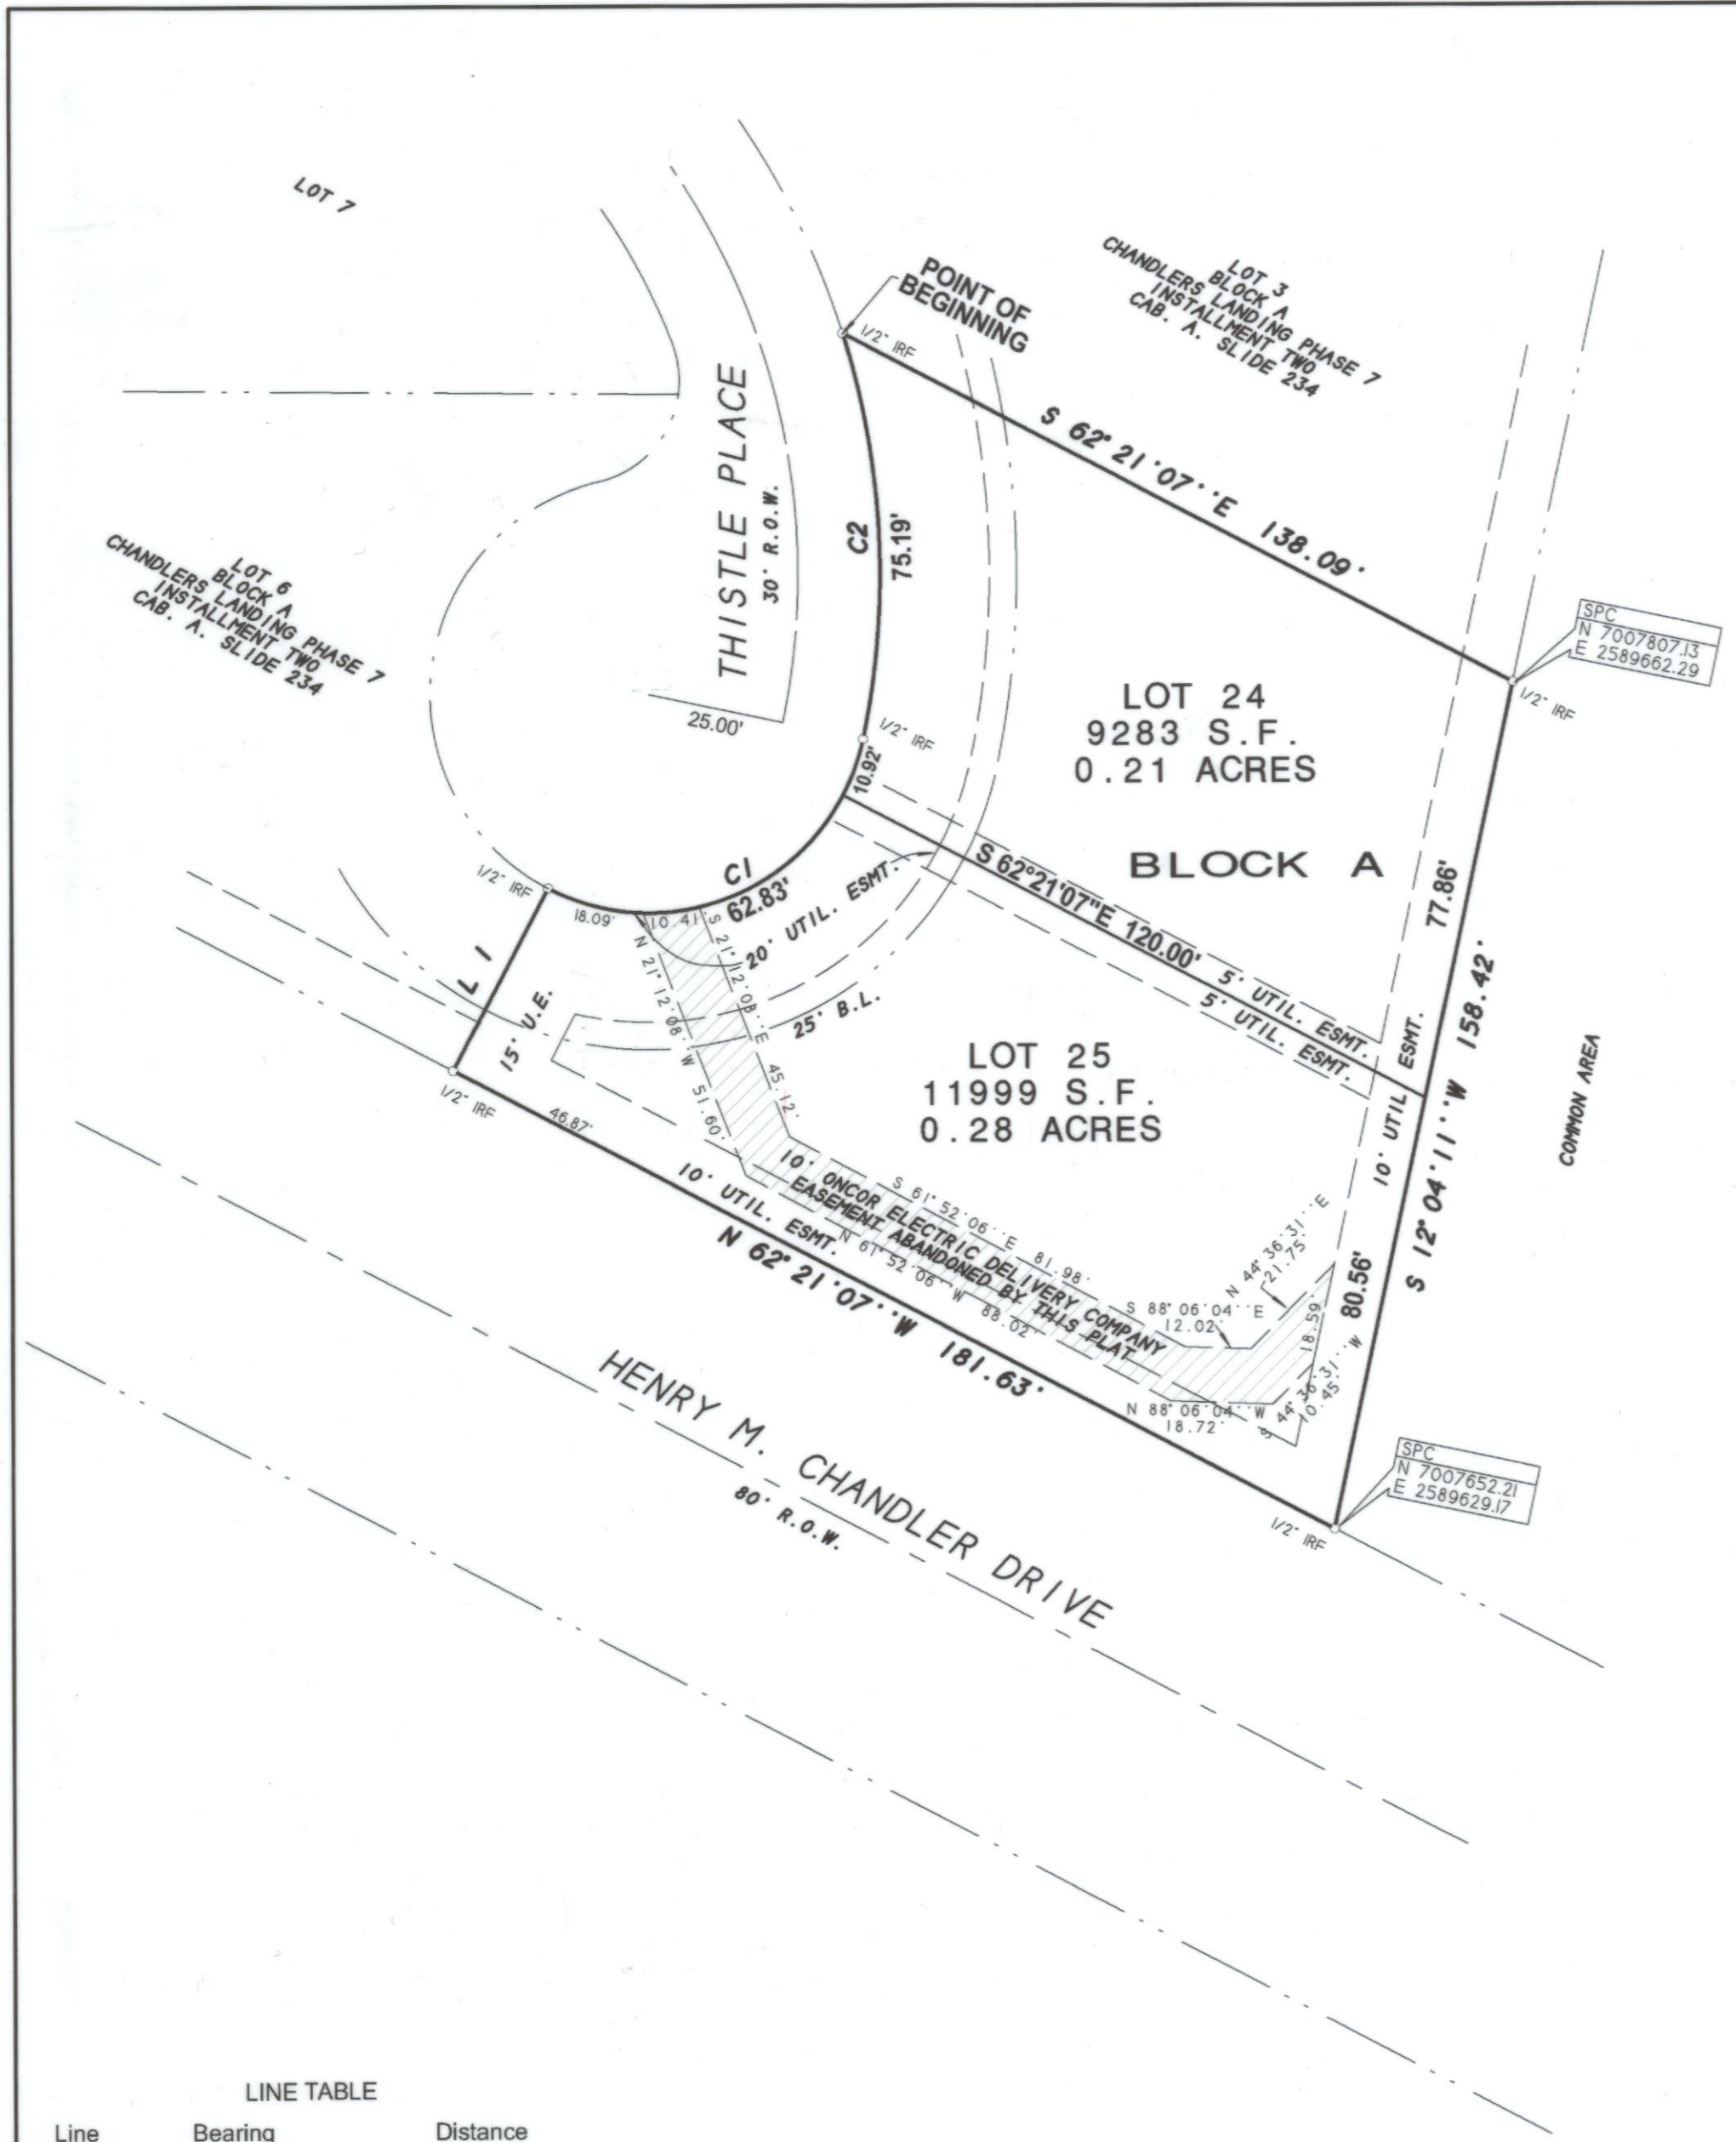 LOT 7
POINT OF
BEGINNING
1/2" IRF
LOT 3
BLOCK A
CHANDLERS LANDING PHASE 7
INSTALLMENT TWO
CAB. A. SLIDE 234
THISTLE PLACE
30' R.O.W.
C2
75.19'
S 62° 21'07''E 138.09'
LOT 6
BLOCK A
CHANDLERS LANDING PHASE 7
INSTALLMENT TWO
CAB. A. SLIDE 234
SPC
N 7007807.13
E 2589662.29
1/2" IRF
25.00'
1/2" IRF
10.92'
LOT 24
9283 S.F.
0.21 ACRES
BLOCK A
77.86'
S 12° 04'11''W 158.42'
COMMON AREA
1/2" IRF
C1
62.83'
18.09'
10.41'
20' UTIL. ESMT.
S 62°21'07"E 120.00'
5' UTIL. ESMT.
5' UTIL. ESMT.
10' UTIL ESMT.
L 1
15' U.E.
N 21° 12'08''W 51.60'
S 21° 12'08''E 45.12'
25' B.L.
LOT 25
11999 S.F.
0.28 ACRES
1/2" IRF
46.87'
10' UTIL. ESMT.
10' ONCOR ELECTRIC DELIVERY COMPANY
EASEMENT ABANDONED BY THIS PLAT
S 61° 52'06''E 81.98'
N 61° 52'06''W 88.02'
N 62° 21'07''W 181.63'
S 88° 06'04''E
12.02'
N 44° 36'31''E
21.75'
18.59'
80.56'
N 88° 06'04''W
18.72'
S 44° 36'31''W
10.45'
HENRY M. CHANDLER DRIVE
80' R.O.W.
SPC
N 7007652.21
E 2589629.17
1/2" IRF
LINE TABLE
Line Bearing Distance